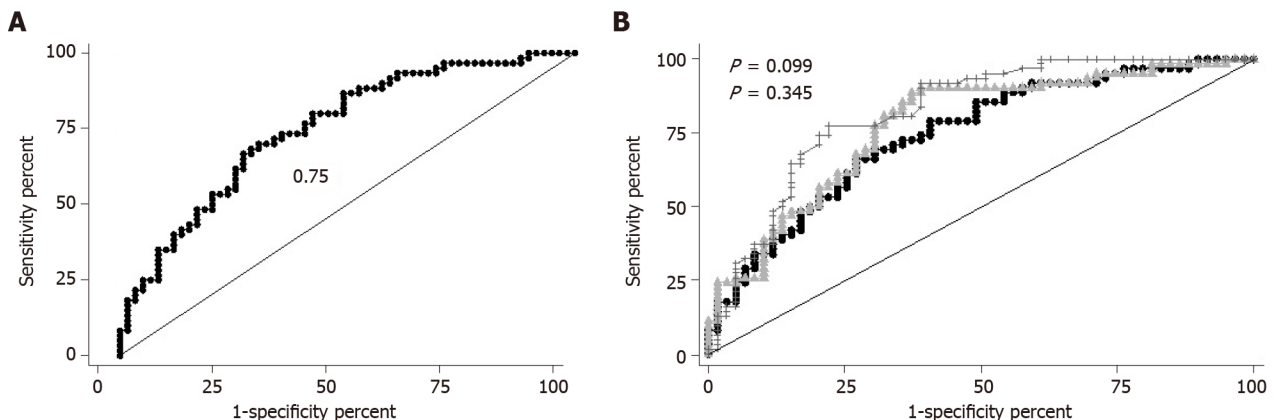 A
100
75
50
25
0
Sensitivity percent
0.75
0 25 50 75 100
1-specificity percent
B
P = 0.099
P = 0.345
100
75
50
25
0
Sensitivity percent
0 25 50 75 100
1-specificity percent